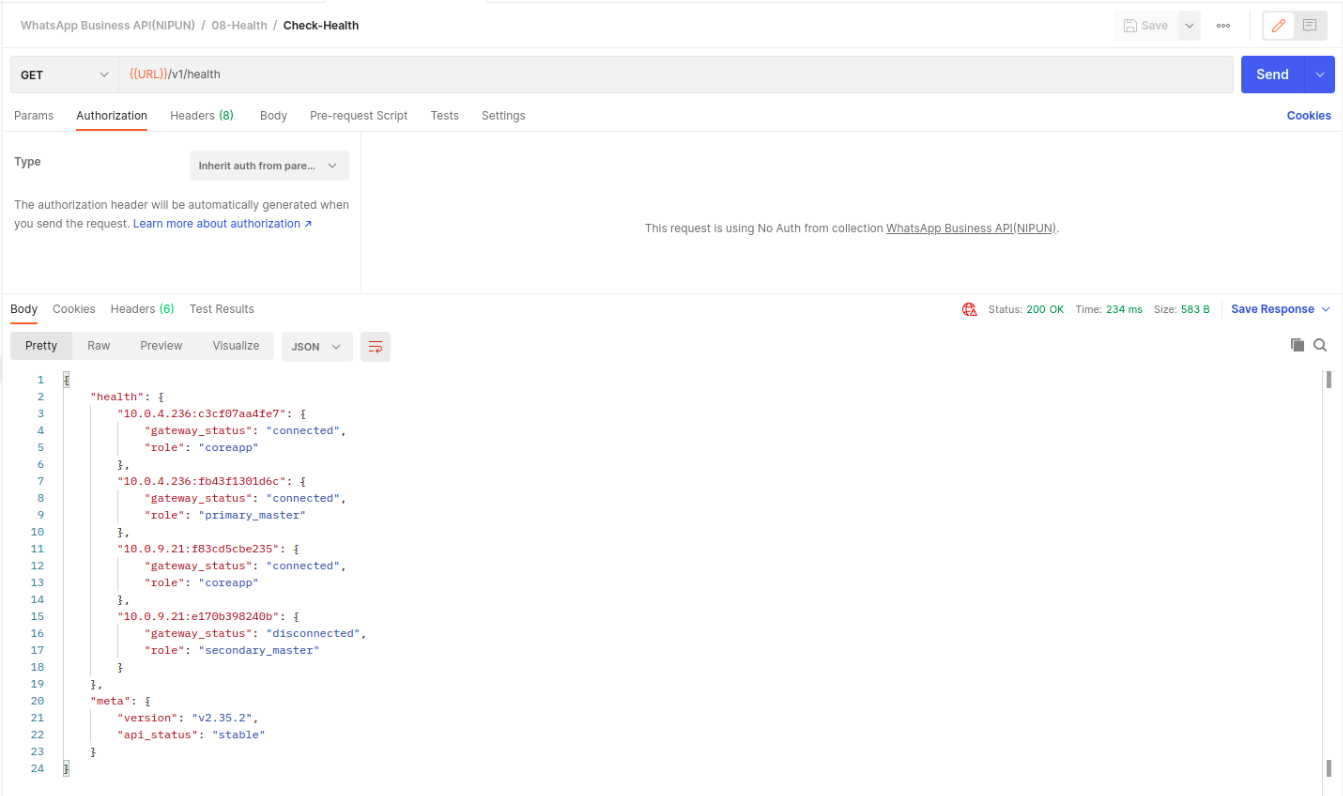 WhatsApp Business API(NIPUN) / 08-Health / Check-Health
Save
GET {{URL}}/v1/health Send
Params Authorization Headers (8) Body Pre-request Script Tests Settings Cookies
Type Inherit auth from pare...
The authorization header will be automatically generated when
you send the request. Learn more about authorization ↗
This request is using No Auth from collection WhatsApp Business API(NIPUN).
Body Cookies Headers (6) Test Results Status: 200 OK Time: 234 ms Size: 583 B Save Response
Pretty Raw Preview Visualize JSON
1 {
2 "health": {
3 "10.0.4.236:c3cf07aa4fe7": {
4 "gateway_status": "connected",
5 "role": "coreapp"
6 },
7 "10.0.4.236:fb43f1301d6c": {
8 "gateway_status": "connected",
9 "role": "primary_master"
10 },
11 "10.0.9.21:f83cd5cbe235": {
12 "gateway_status": "connected",
13 "role": "coreapp"
14 },
15 "10.0.9.21:e170b398240b": {
16 "gateway_status": "disconnected",
17 "role": "secondary_master"
18 }
19 },
20 "meta": {
21 "version": "v2.35.2",
22 "api_status": "stable"
23 }
24 }